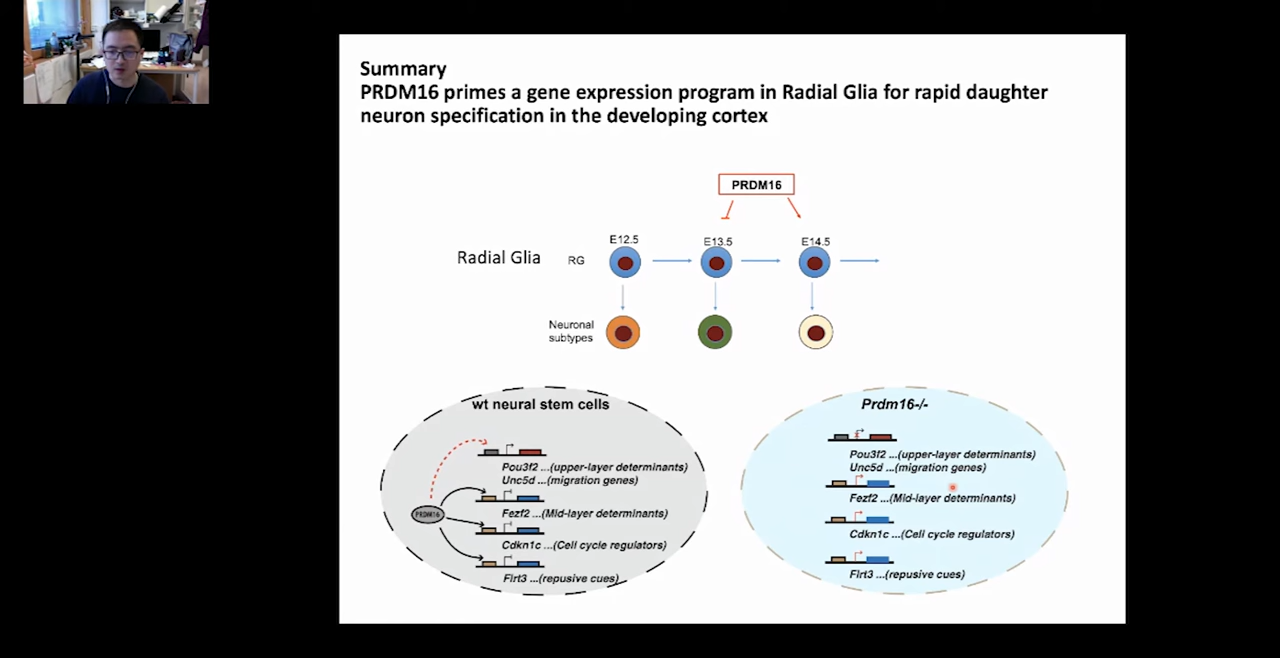 Summary
PRDM16 primes a gene expression program in Radial Glia for rapid daughter
neuron specification in the developing cortex
PRDM16
E12.5
E13.5
E14.5
Radial Glia
RG
Neuronal
subtypes
wt neural stem cells
Pou3f2 ...(upper-layer determinants)
Unc5d ...(migration genes)
PRDM16
Fezf2 ...(Mid-layer determinants)
Cdkn1c ...(Cell cycle regulators)
Flrt3 ...(repusive cues)
Prdm16-/-
Pou3f2 ...(upper-layer determinants)
Unc5d ...(migration genes)
Fezf2 ...(Mid-layer determinants)
Cdkn1c ...(Cell cycle regulators)
Flrt3 ...(repusive cues)